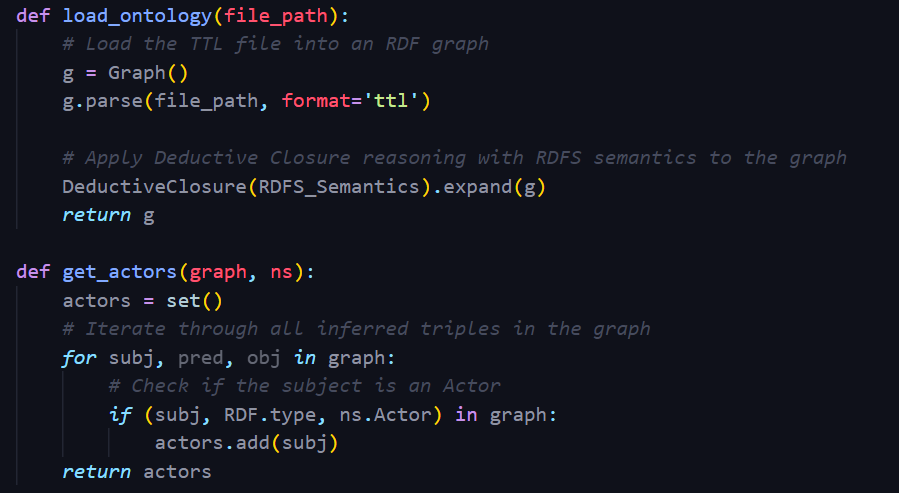 def load_ontology(file_path):
    # Load the TTL file into an RDF graph
    g = Graph()
    g.parse(file_path, format='ttl')

    # Apply Deductive Closure reasoning with RDFS semantics to the graph
    DeductiveClosure(RDFS_Semantics).expand(g)
    return g

def get_actors(graph, ns):
    actors = set()
    # Iterate through all inferred triples in the graph
    for subj, pred, obj in graph:
        # Check if the subject is an Actor
        if (subj, RDF.type, ns.Actor) in graph:
            actors.add(subj)
    return actors